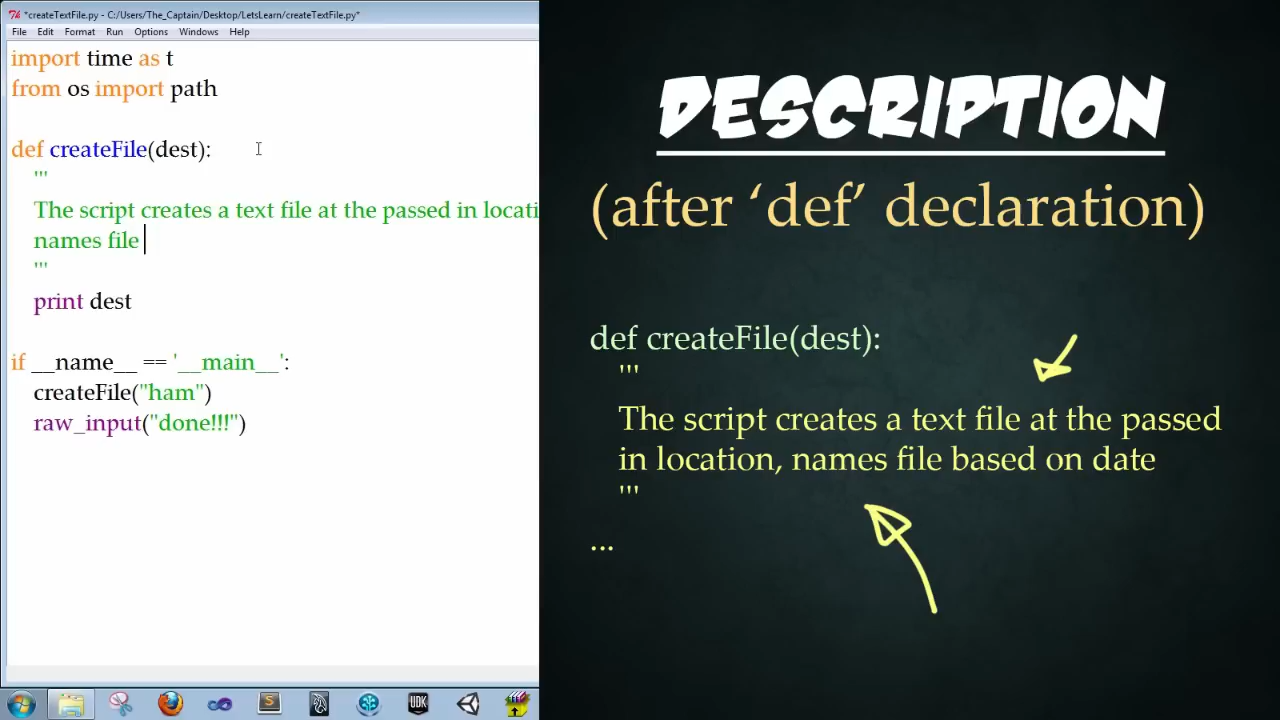 *createTextFile.py - C:/Users/The_Captain/Desktop/LetsLearn/createTextFile.py*
File Edit Format Run Options Windows Help
import time as t
from os import path
def createFile(dest):
'''
The script creates a text file at the passed in locati
names file
'''
print dest
if __name__ == '__main__':
createFile("ham")
raw_input("done!!!")
DESCRIPTION
(after ‘def’ declaration)
def createFile(dest):
'''
The script creates a text file at the passed
in location, names file based on date
'''
...
UDK